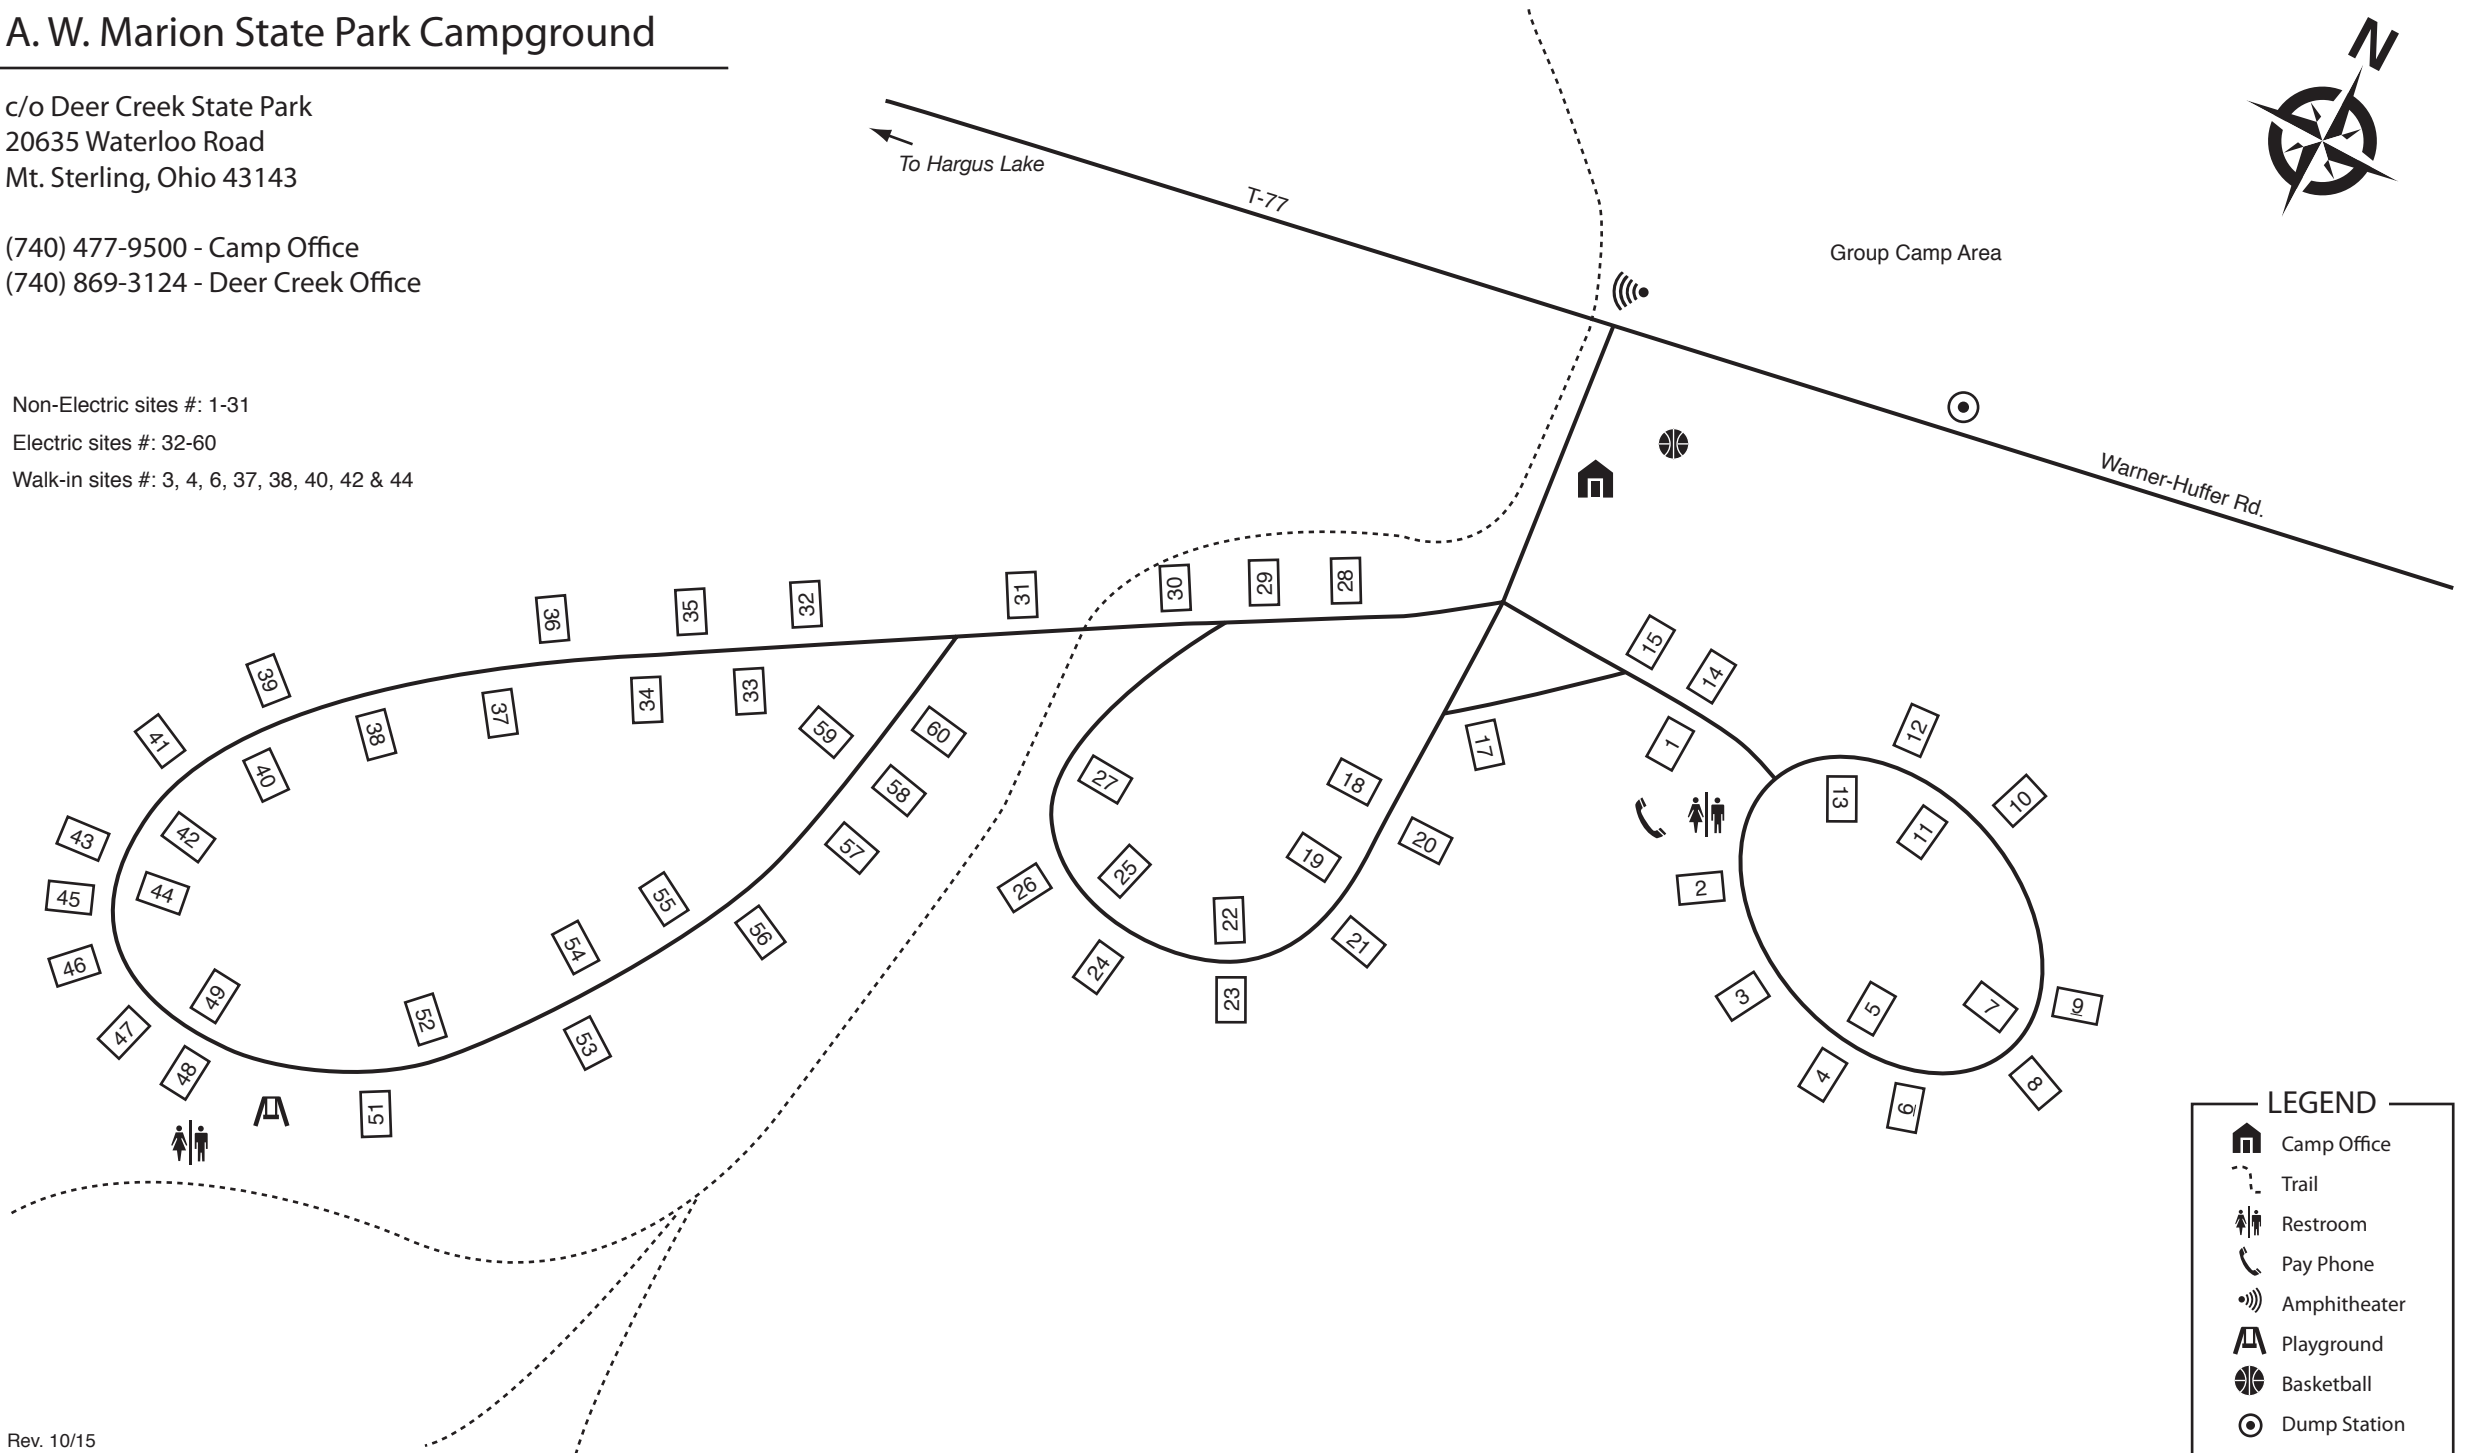 A. W. Marion State Park Campground
N
c/o Deer Creek State Park
20635 Waterloo Road
Mt. Sterling, Ohio 43143
(740) 477-9500 - Camp Office
(740) 869-3124 - Deer Creek Office
To Hargus Lake
T-77
Group Camp Area
Non-Electric sites #: 1-31
Electric sites #: 32-60
Walk-in sites #: 3, 4, 6, 37, 38, 40, 42 & 44
Warner-Huffer Rd.
36
35
32
31
30
29
28
39
38
37
34
33
41
40
59
60
58
57
43
42
45
44
46
49
47
48
52
51
54
55
53
56
27
26
25
24
22
23
18
19
20
21
17
15
14
1
12
13
11
10
2
3
5
7
9
4
6
8
LEGEND
Camp Office
Trail
Restroom
Pay Phone
Amphitheater
Playground
Basketball
Dump Station
Rev. 10/15